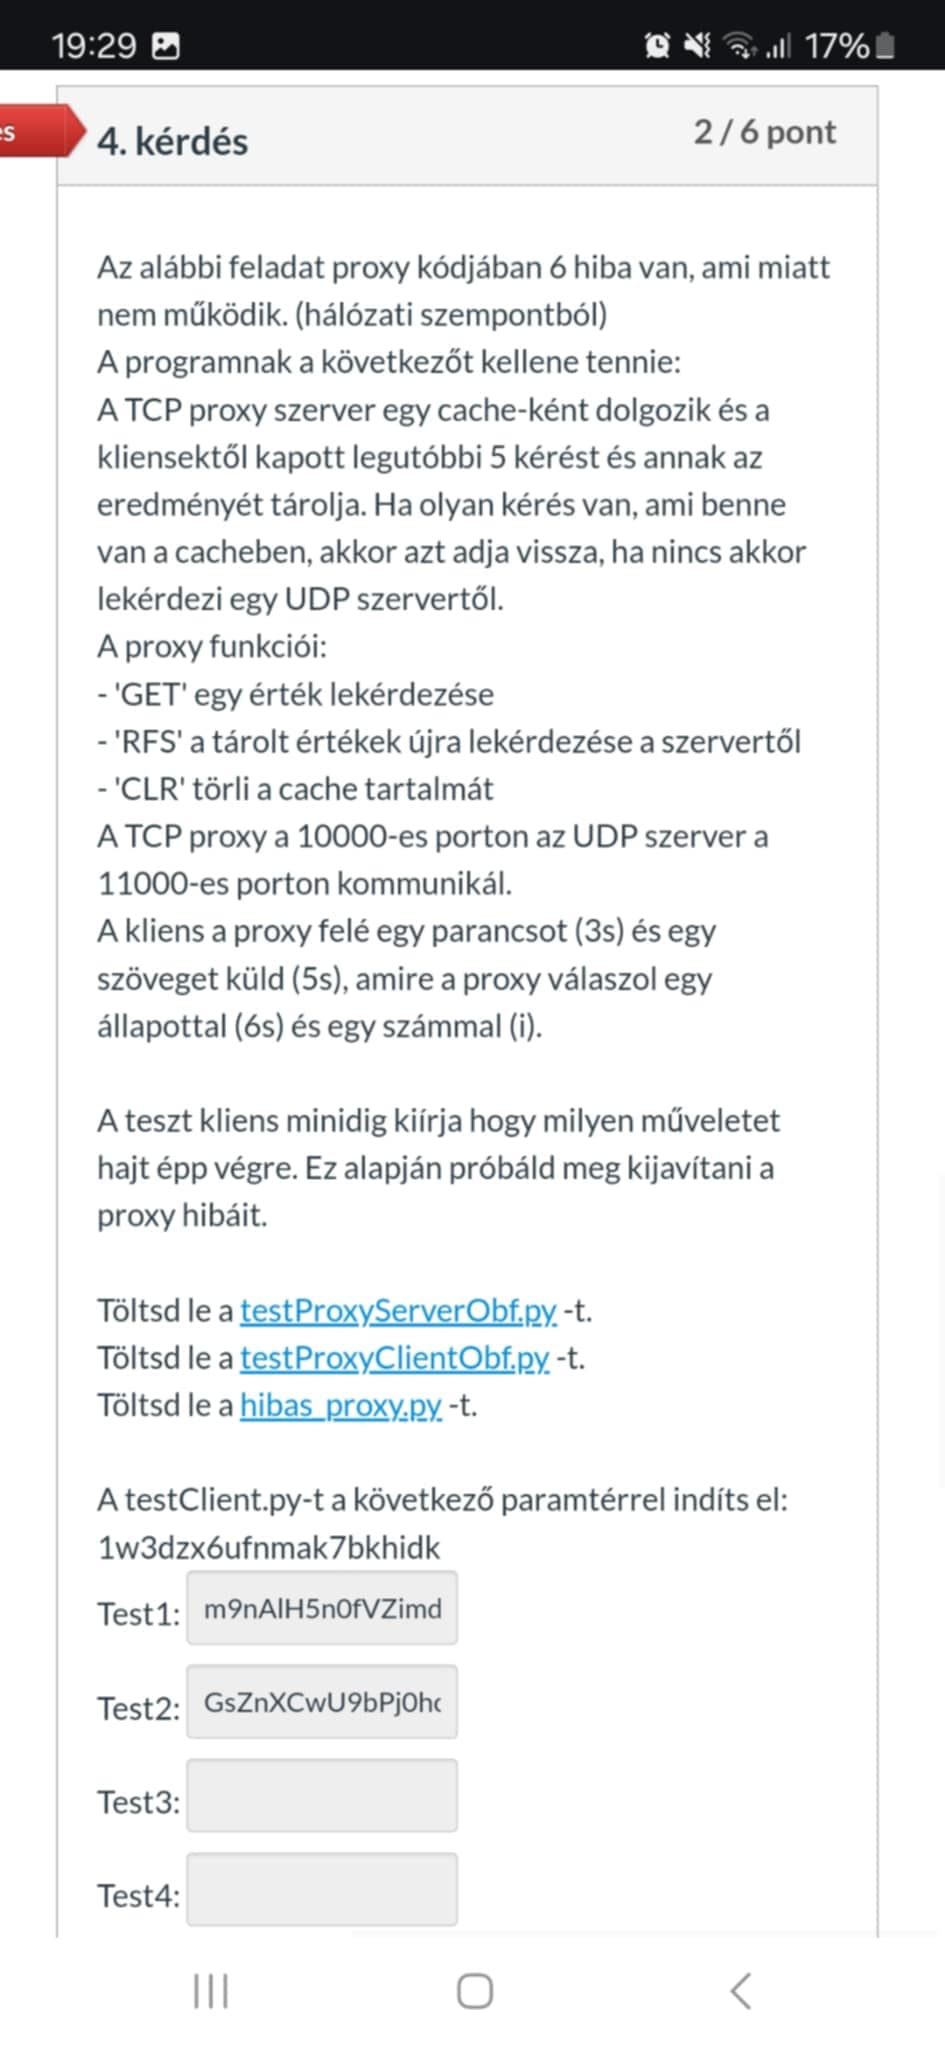 19:29
17%
es
4. kérdés
2 / 6 pont
Az alábbi feladat proxy kódjában 6 hiba van, ami miatt
nem működik. (hálózati szempontból)
A programnak a következőt kellene tennie:
A TCP proxy szerver egy cache-ként dolgozik és a
kliensektől kapott legutóbbi 5 kérést és annak az
eredményét tárolja. Ha olyan kérés van, ami benne
van a cacheben, akkor azt adja vissza, ha nincs akkor
lekérdezi egy UDP szervertől.
A proxy funkciói:
- 'GET' egy érték lekérdezése
- 'RFS' a tárolt értékek újra lekérdezése a szervertől
- 'CLR' törli a cache tartalmát
A TCP proxy a 10000-es porton az UDP szerver a
11000-es porton kommunikál.
A kliens a proxy felé egy parancsot (3s) és egy
szöveget küld (5s), amire a proxy válaszol egy
állapottal (6s) és egy számmal (i).
A teszt kliens minidig kiírja hogy milyen műveletet
hajt épp végre. Ez alapján próbáld meg kijavítani a
proxy hibáit.
Töltsd le a testProxyServerObf.py -t.
Töltsd le a testProxyClientObf.py -t.
Töltsd le a hibas_proxy.py -t.
A testClient.py-t a következő paramtérrel indíts el:
1w3dzx6ufnmak7bkhidk
Test1: m9nAlH5n0fVZimd
Test2: GsZnXCwU9bPj0h
Test3:
Test4: